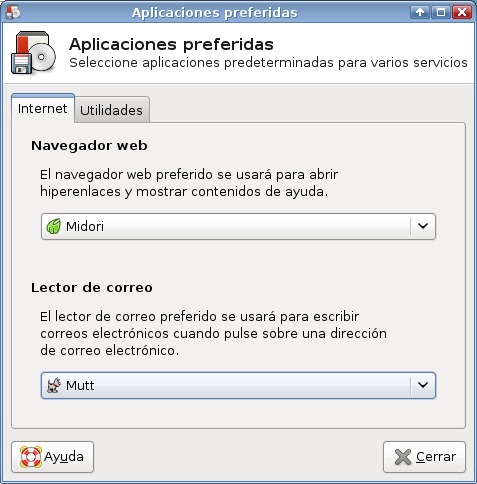 Aplicaciones preferidas
Aplicaciones preferidas
Seleccione aplicaciones predeterminadas para varios servicios
Internet
Utilidades
Navegador web
El navegador web preferido se usará para abrir
hiperenlaces y mostrar contenidos de ayuda.
Midori
Lector de correo
El lector de correo preferido se usará para escribir
correos electrónicos cuando pulse sobre una dirección
de correo electrónico.
Mutt
Ayuda
Cerrar